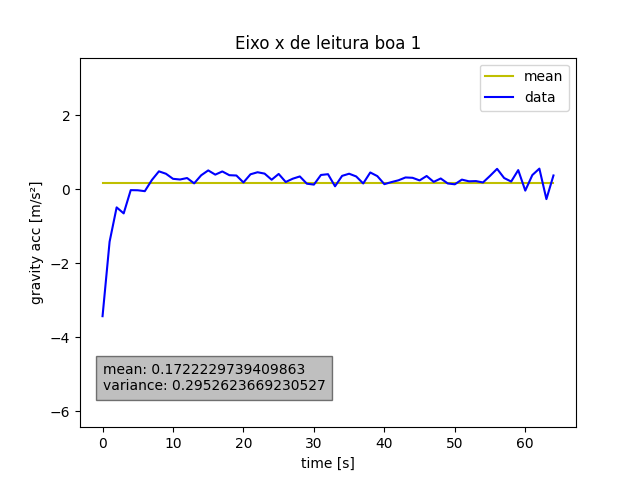 Eixo x de leitura boa 1
mean
data
gravity acc [m/s²]
2
0
−2
−4
−6
mean: 0.1722229739409863
variance: 0.2952623669230527
0 10 20 30 40 50 60
time [s]